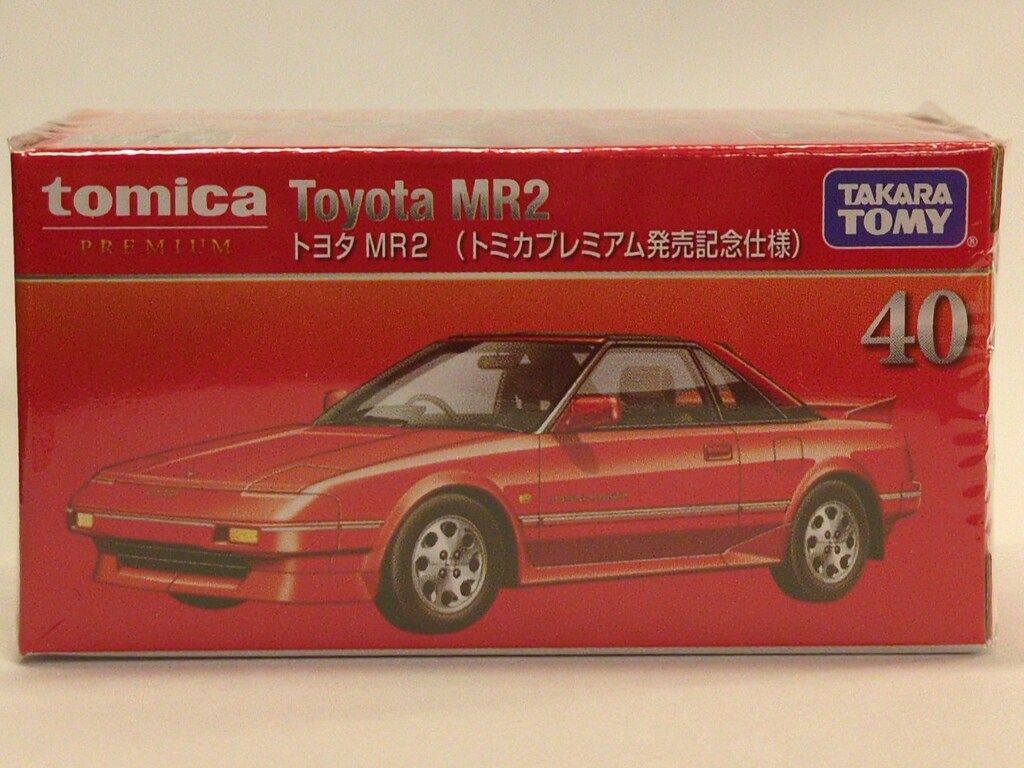 tomica
PREMIUM
Toyota MR2
トヨタ MR2 （トミカプレミアム発売記念仕様）
TAKARA
TOMY
®
40